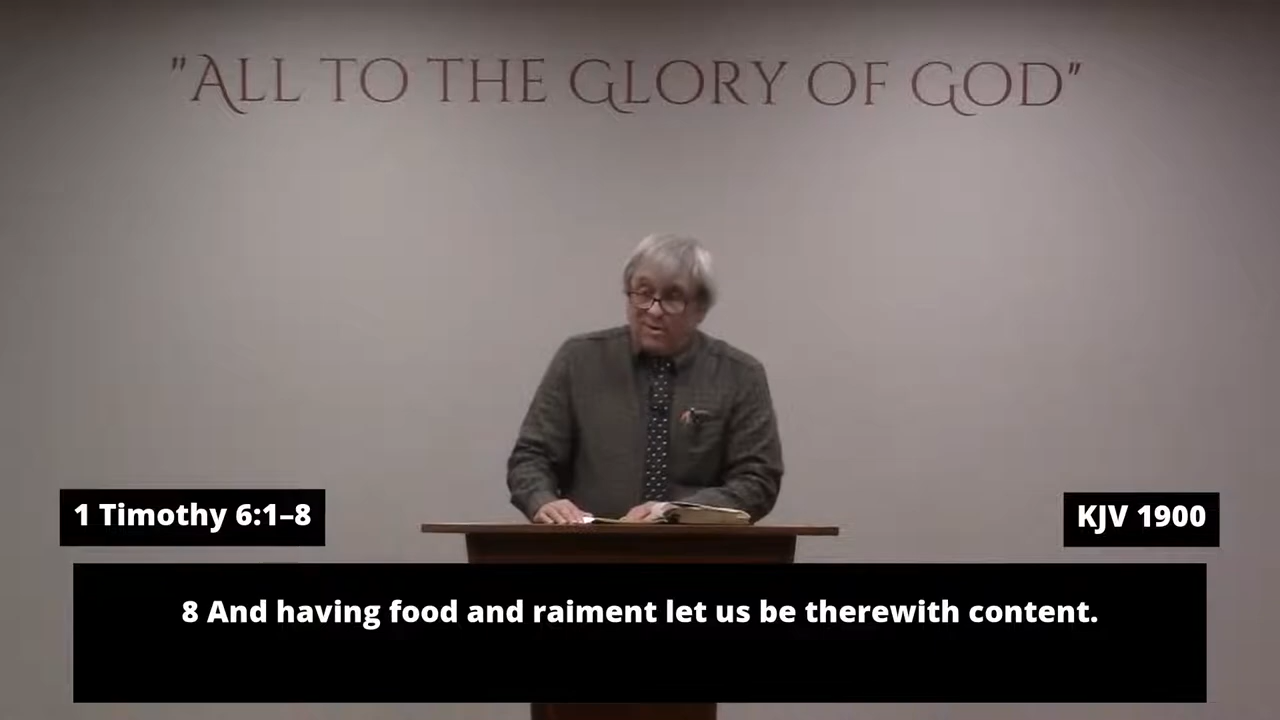 "ALL TO THE GLORY OF GOD"
1 Timothy 6:1–8
KJV 1900
8 And having food and raiment let us be therewith content.